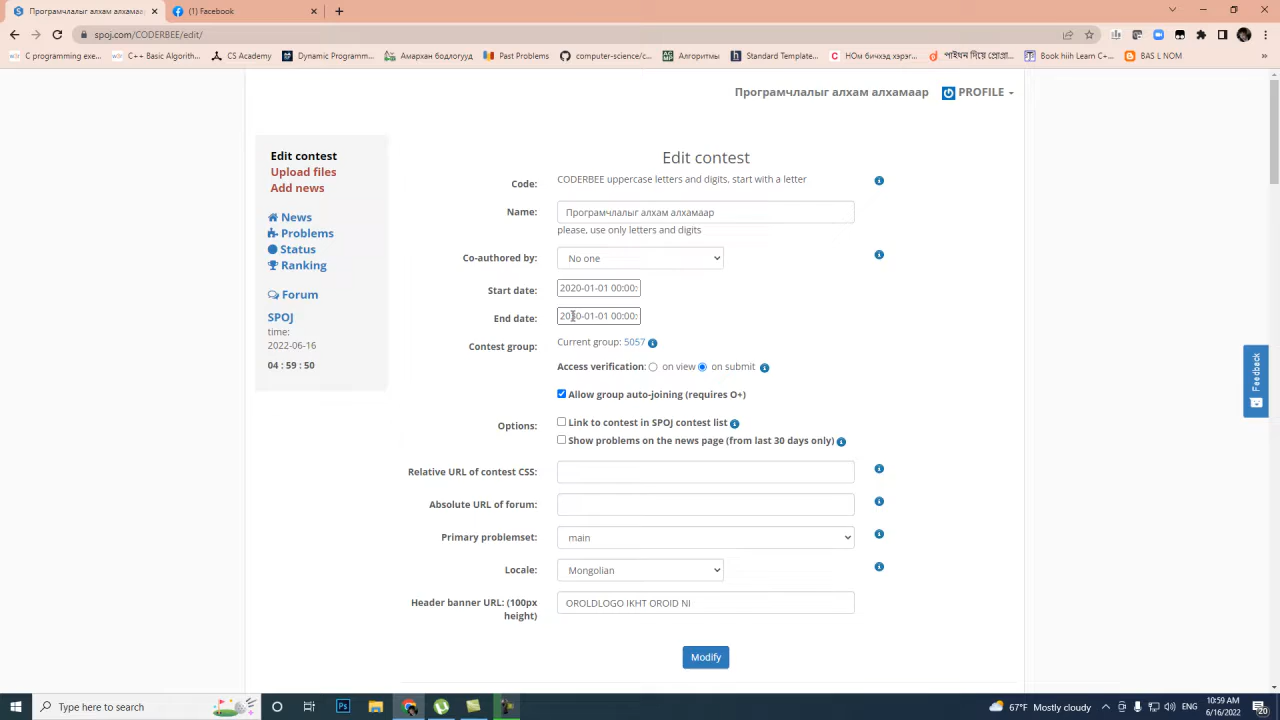 Програмчлалыг алхам алхамаар
Facebook
spoj.com/CODERBEE/edit/
C programming exe...
C++ Basic Algorith...
CS Academy
Dynamic Programm...
Амархан бодлогууд
Past Problems
computer-science/c...
Алгоритмы
Standard Template...
НОми бичхэд хэрэг...
পাইথন দিয়ে প্রোগ্রা...
Book hiih Learn C+...
BAS L NOM
Програмчлалыг алхам алхамаар
PROFILE
Edit contest
Upload files
Add news
News
Problems
Status
Ranking
Forum
SPOJ
time:
2022-06-16
04 : 59 : 50
Edit contest
Code: CODERBEE uppercase letters and digits, start with a letter
Name: Програмчлалыг алхам алхамаар
please, use only letters and digits
Co-authored by: No one
Start date: 2020-01-01 00:00:
End date: 2020-01-01 00:00:
Contest group: Current group: 5057
Access verification: on view on submit
Allow group auto-joining (requires O+)
Options: Link to contest in SPOJ contest list
Show problems on the news page (from last 30 days only)
Relative URL of contest CSS:
Absolute URL of forum:
Primary problemset: main
Locale: Mongolian
Header banner URL: (100px height) OROLDLOGO IKHT OROID NI
Modify
Feedback
Type here to search
67°F Mostly cloudy
10:59 AM
6/16/2022
20